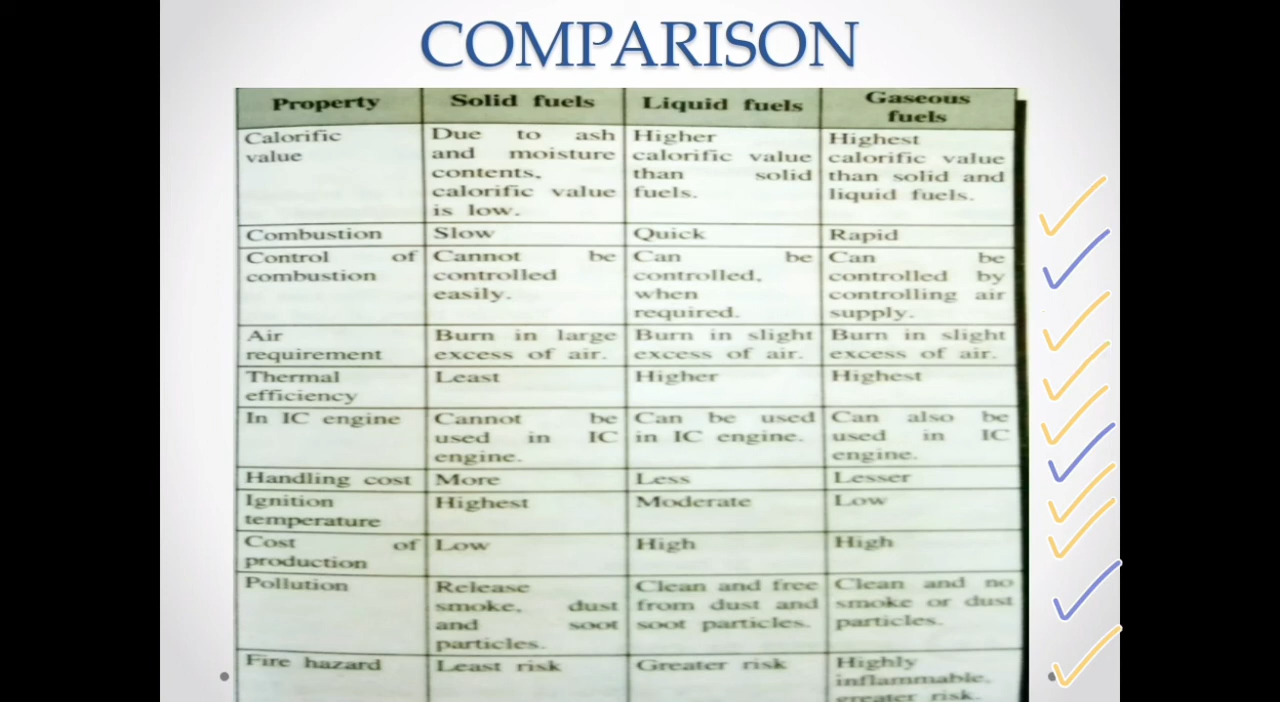 COMPARISON
Property Solid fuels Liquid fuels Gaseous fuels
Calorific value Due to ash and moisture contents, calorific value is low. Higher calorific value than solid fuels. Highest calorific value than solid and liquid fuels.
Combustion Slow Quick Rapid
Control of combustion Cannot be controlled easily. Can be controlled, when required. Can be controlled by controlling air supply.
Air requirement Burn in large excess of air. Burn in slight excess of air. Burn in slight excess of air.
Thermal efficiency Least Higher Highest
In IC engine Cannot be used in IC engine. Can be used in IC engine. Can also be used in IC engine.
Handling cost More Less Lesser
Ignition temperature Highest Moderate Low
Cost of production Low High High
Pollution Release smoke, dust and soot particles. Clean and free from dust and soot particles. Clean and no smoke or dust particles.
Fire hazard Least risk Greater risk Highly inflammable, greater risk.